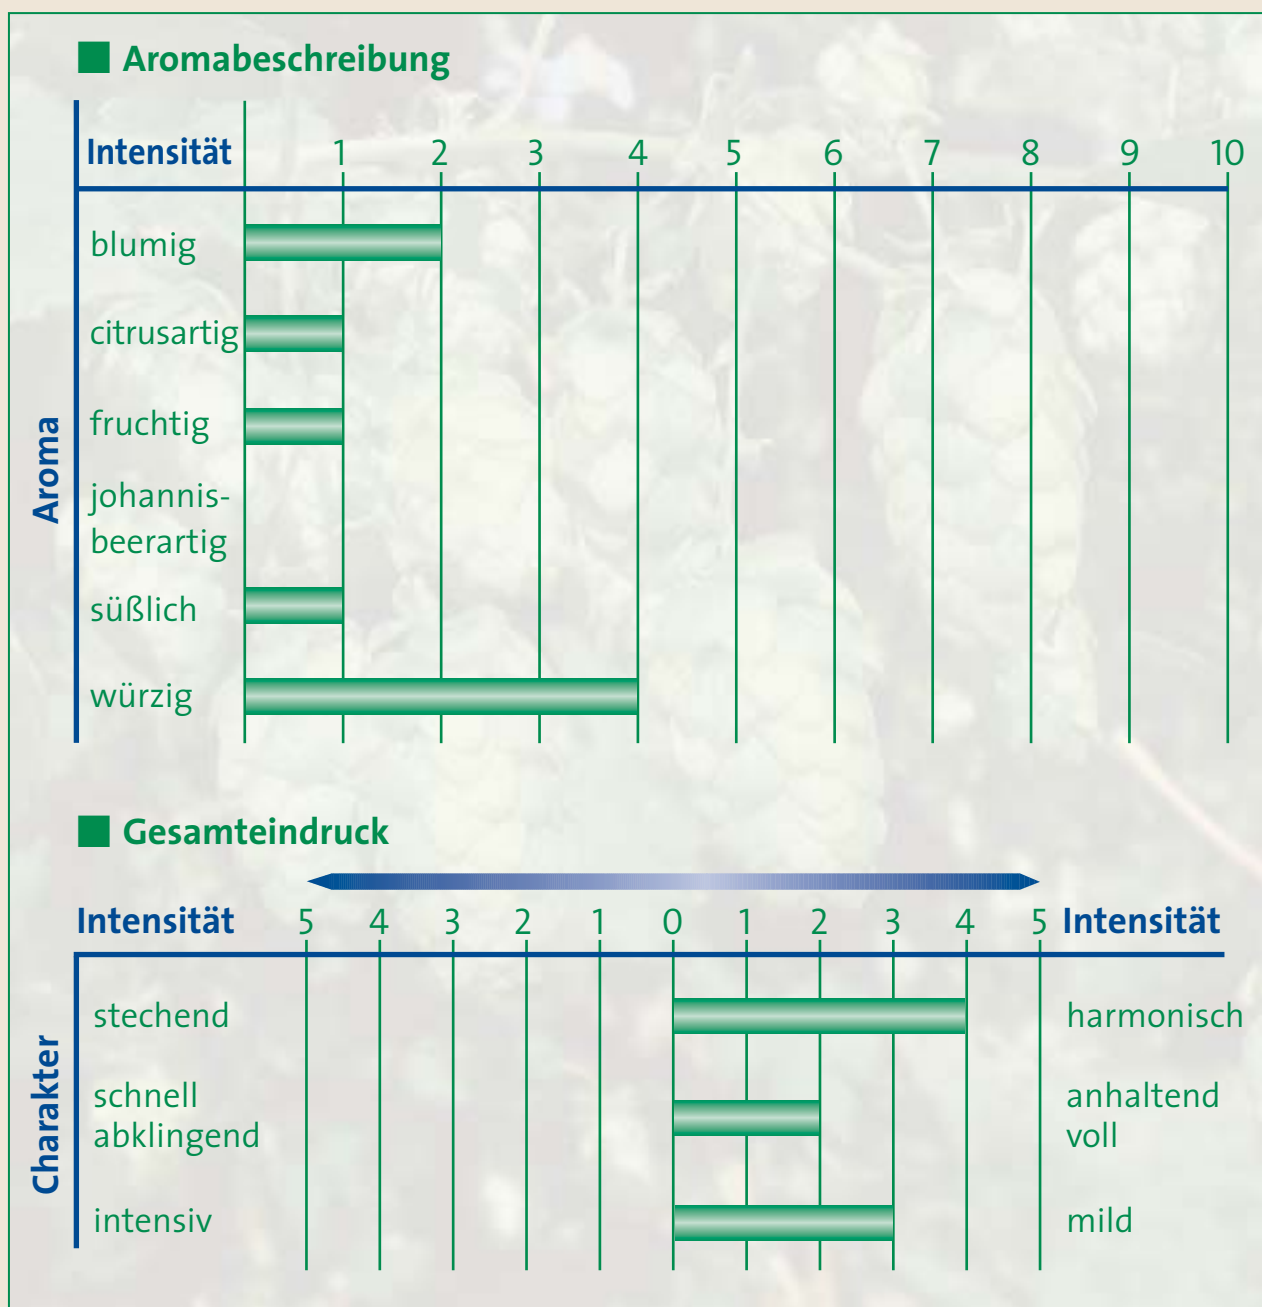 Aromabeschreibung
Intensität 1 2 3 4 5 6 7 8 9 10
Aroma
blumig
citrusartig
fruchtig
johannis-
beerartig
süßlich
würzig
Gesamteindruck
Intensität 5 4 3 2 1 0 1 2 3 4 5 Intensität
Charakter
stechend harmonisch
schnell anhaltend
abklingend voll
intensiv mild